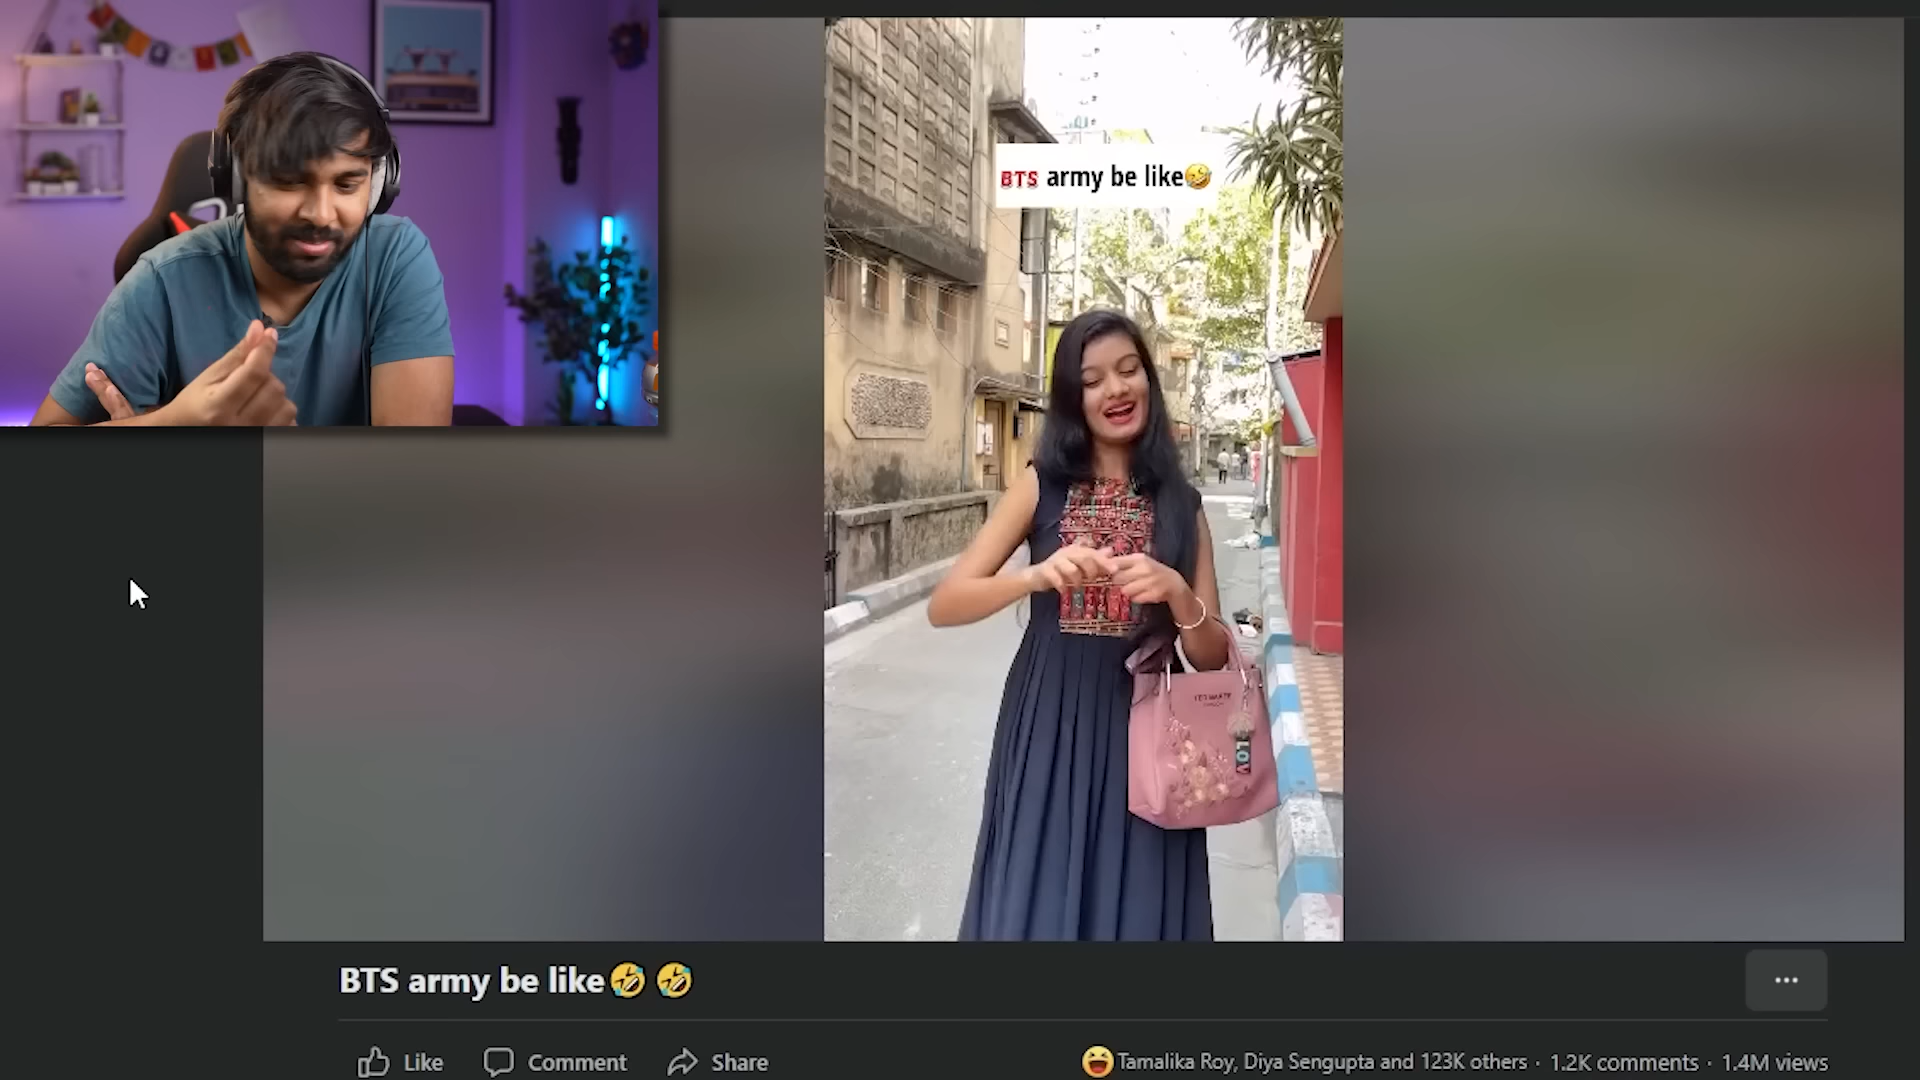 BTS army be like🤣
LOV
BTS army be like🤣 🤣
Like
Comment
Share
Tamalika Roy, Diya Sengupta and 123K others · 1.2K comments · 1.4M views